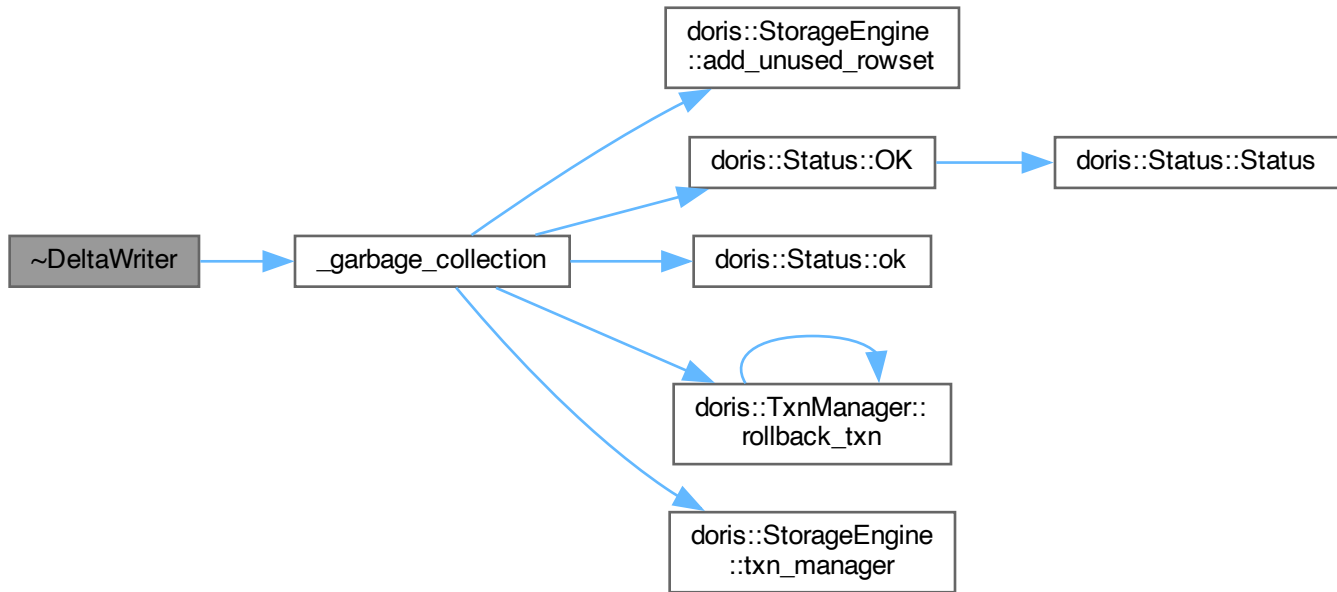 doris::StorageEngine
::add_unused_rowset
doris::Status::OK
doris::Status::Status
~DeltaWriter
_garbage_collection
doris::Status::ok
doris::TxnManager::
rollback_txn
doris::StorageEngine
::txn_manager